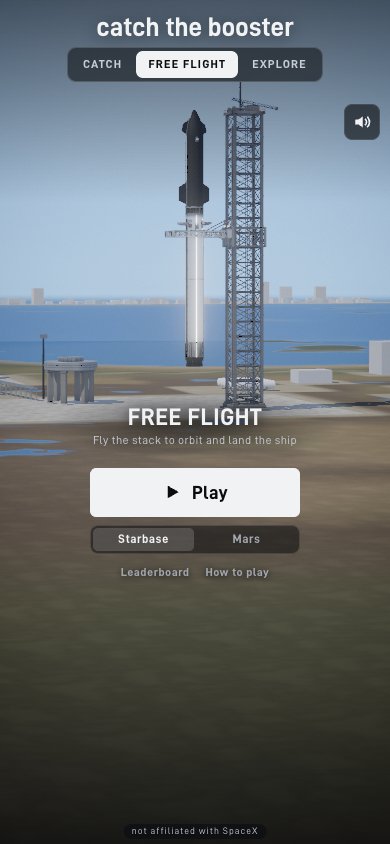 catch the booster
CATCH FREE FLIGHT EXPLORE
FREE FLIGHT
Fly the stack to orbit and land the ship
Play
Starbase Mars
Leaderboard How to play
not affiliated with SpaceX